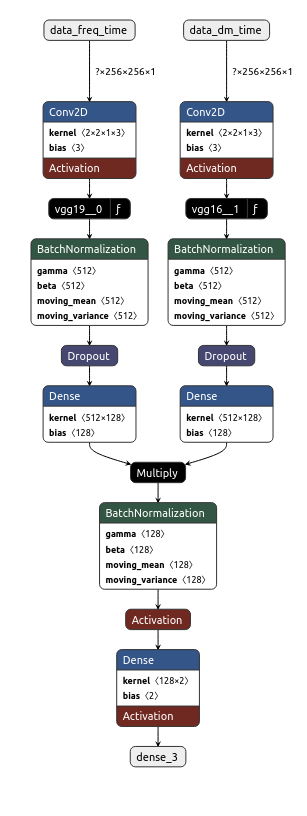 data_freq_time
data_dm_time
?×256×256×1
?×256×256×1
Conv2D
kernel ⟨2×2×1×3⟩
bias ⟨3⟩
Activation
Conv2D
kernel ⟨2×2×1×3⟩
bias ⟨3⟩
Activation
vgg19__0 ƒ
vgg16__1 ƒ
BatchNormalization
gamma ⟨512⟩
beta ⟨512⟩
moving_mean ⟨512⟩
moving_variance ⟨512⟩
BatchNormalization
gamma ⟨512⟩
beta ⟨512⟩
moving_mean ⟨512⟩
moving_variance ⟨512⟩
Dropout
Dropout
Dense
kernel ⟨512×128⟩
bias ⟨128⟩
Dense
kernel ⟨512×128⟩
bias ⟨128⟩
Multiply
BatchNormalization
gamma ⟨128⟩
beta ⟨128⟩
moving_mean ⟨128⟩
moving_variance ⟨128⟩
Activation
Dense
kernel ⟨128×2⟩
bias ⟨2⟩
Activation
dense_3